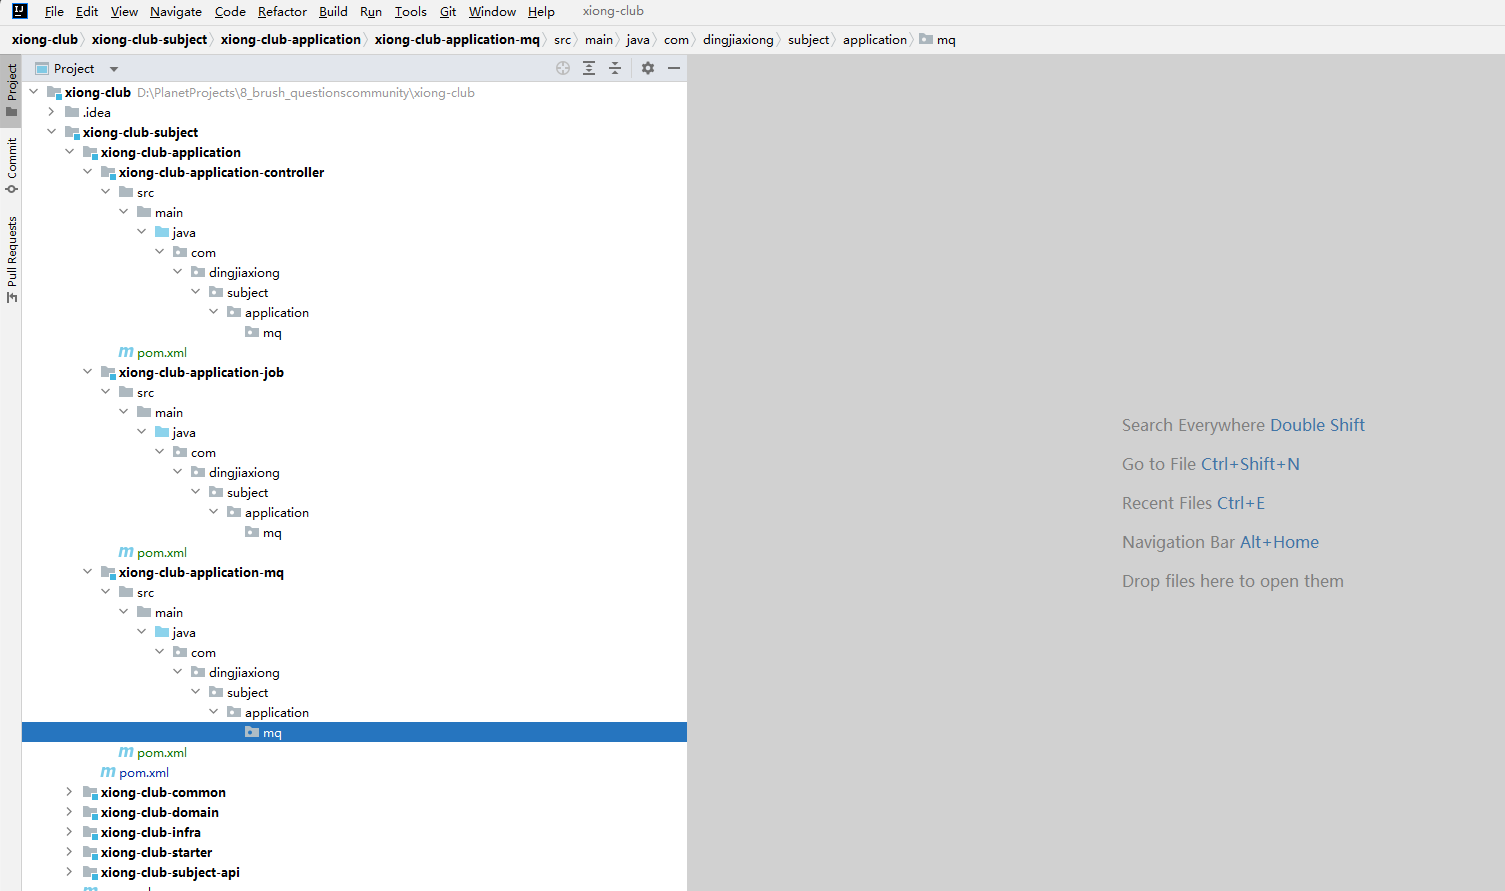 File Edit View Navigate Code Refactor Build Run Tools Git Window Help xiong-club
xiong-club xiong-club-subject xiong-club-application xiong-club-application-mq src main java com dingjiaxiong subject application mq
Project
Project
Commit
Pull Requests
xiong-club D:\PlanetProjects\8_brush_questionscommunity\xiong-club
.idea
xiong-club-subject
xiong-club-application
xiong-club-application-controller
src
main
java
com
dingjiaxiong
subject
application
mq
pom.xml
xiong-club-application-job
src
main
java
com
dingjiaxiong
subject
application
mq
pom.xml
xiong-club-application-mq
src
main
java
com
dingjiaxiong
subject
application
mq
pom.xml
pom.xml
xiong-club-common
xiong-club-domain
xiong-club-infra
xiong-club-starter
xiong-club-subject-api
Search Everywhere Double Shift
Go to File Ctrl+Shift+N
Recent Files Ctrl+E
Navigation Bar Alt+Home
Drop files here to open them